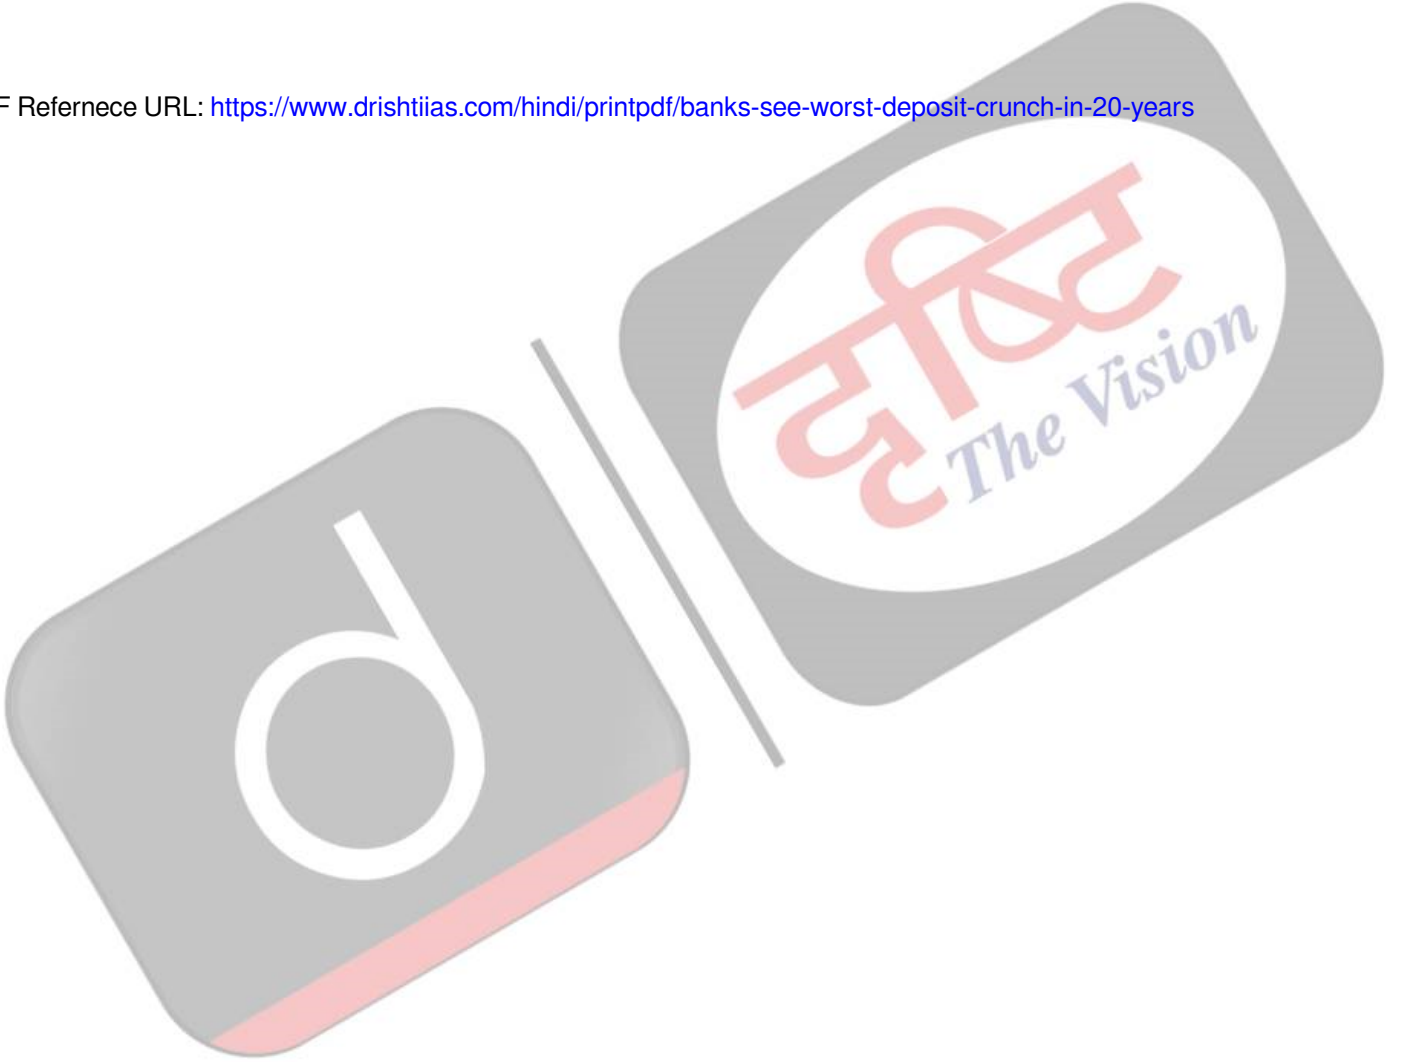 F Refernece URL: https://www.drishtiias.com/hindi/printpdf/banks-see-worst-deposit-crunch-in-20-years
दृष्टि
The Vision
d